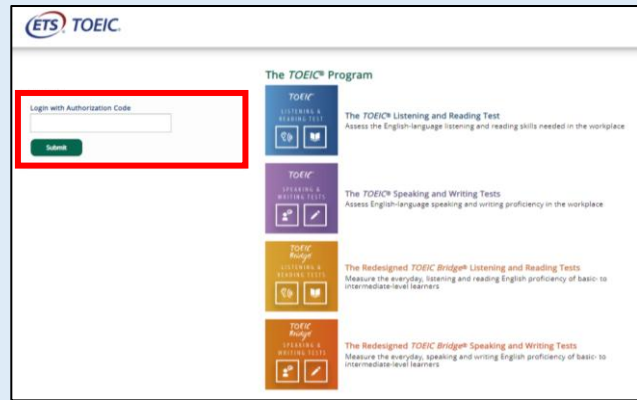 ETS TOEIC.
Login with Authorization Code
Submit
The TOEIC® Program
TOEIC
LISTENING &
READING TEST
The TOEIC® Listening and Reading Test
Assess the English-language listening and reading skills needed in the workplace
TOEIC
SPEAKING &
WRITING TESTS
The TOEIC® Speaking and Writing Tests
Assess English-language speaking and writing proficiency in the workplace
TOEIC
Bridge
LISTENING &
READING TESTS
The Redesigned TOEIC Bridge® Listening and Reading Tests
Measure the everyday, listening and reading English proficiency of basic- to
intermediate-level learners
TOEIC
Bridge
SPEAKING &
WRITING TESTS
The Redesigned TOEIC Bridge® Speaking and Writing Tests
Measure the everyday, speaking and writing English proficiency of basic- to
intermediate-level learners